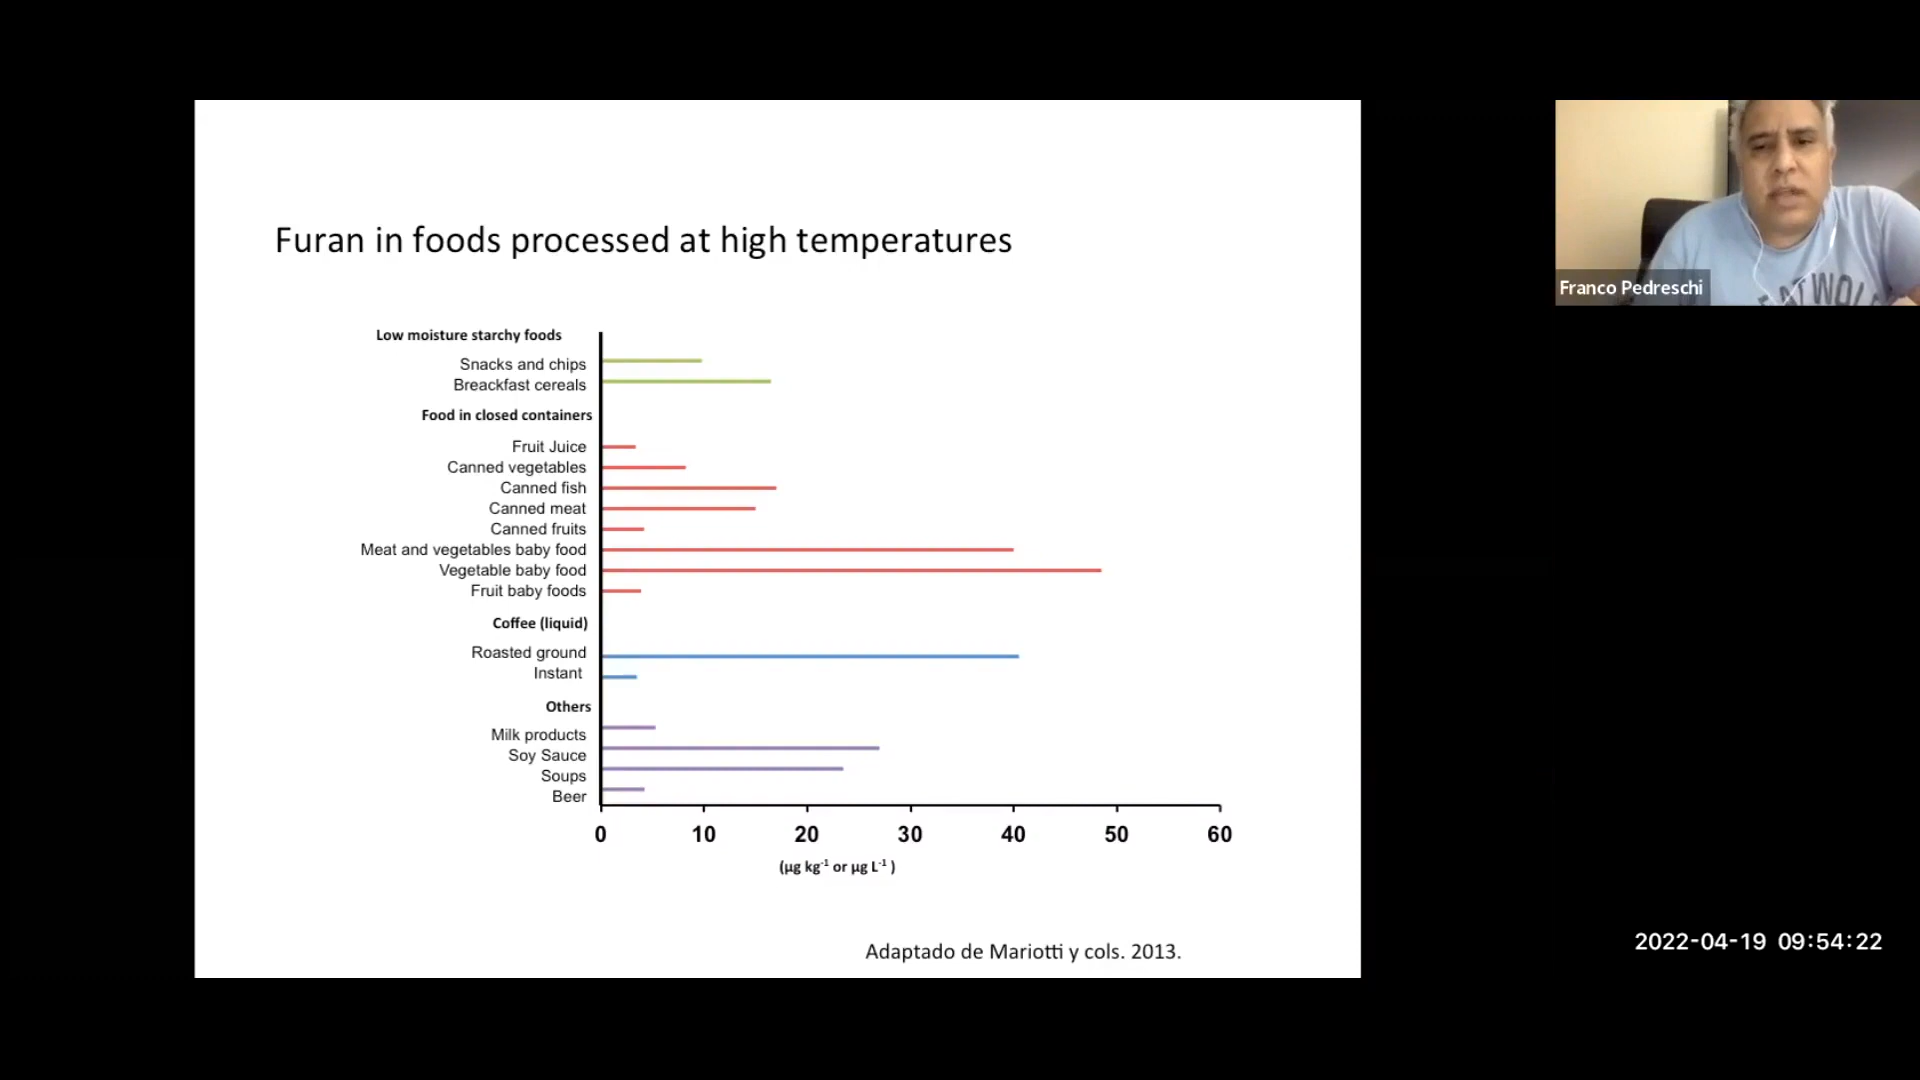 Furan in foods processed at high temperatures
Low moisture starchy foods
Snacks and chips
Breackfast cereals
Food in closed containers
Fruit Juice
Canned vegetables
Canned fish
Canned meat
Canned fruits
Meat and vegetables baby food
Vegetable baby food
Fruit baby foods
Coffee (liquid)
Roasted ground
Instant
Others
Milk products
Soy Sauce
Soups
Beer
0 10 20 30 40 50 60
(µg kg⁻¹ or µg L⁻¹ )
Adaptado de Mariotti y cols. 2013.
Franco Pedreschi
2022-04-19 09:54:22